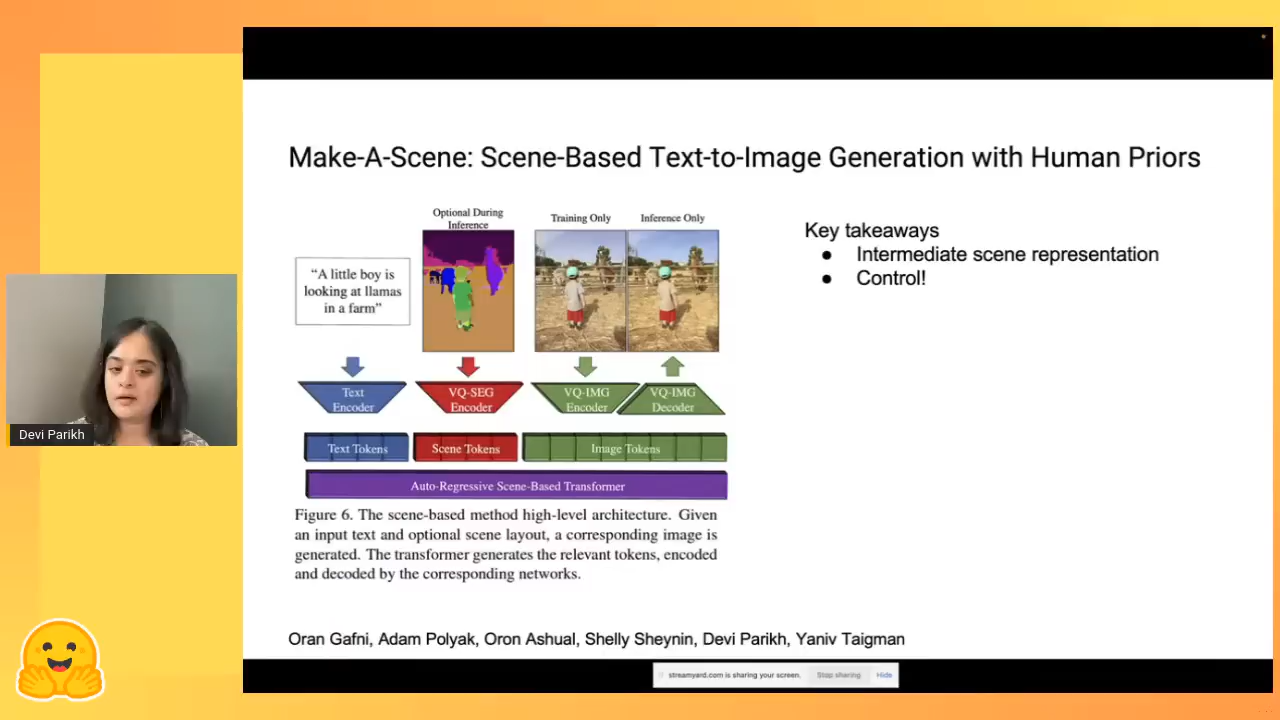 Make-A-Scene: Scene-Based Text-to-Image Generation with Human Priors
Optional During
Inference
Training Only
Inference Only
"A little boy is
looking at llamas
in a farm"
Text
Encoder
VQ-SEG
Encoder
VQ-IMG
Encoder
VQ-IMG
Decoder
Text Tokens
Scene Tokens
Image Tokens
Auto-Regressive Scene-Based Transformer
Figure 6. The scene-based method high-level architecture. Given
an input text and optional scene layout, a corresponding image is
generated. The transformer generates the relevant tokens, encoded
and decoded by the corresponding networks.
Key takeaways
● Intermediate scene representation
● Control!
Devi Parikh
Oran Gafni, Adam Polyak, Oron Ashual, Shelly Sheynin, Devi Parikh, Yaniv Taigman
streamyard.com is sharing your screen.
Stop sharing
Hide